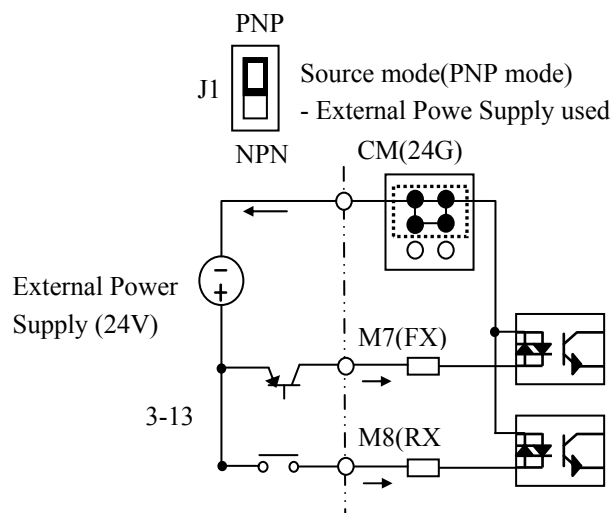 PNP
J1
Source mode(PNP mode)
- External Powe Supply used
NPN
CM(24G)
External Power
Supply (24V)
M7(FX)
3-13
M8(RX